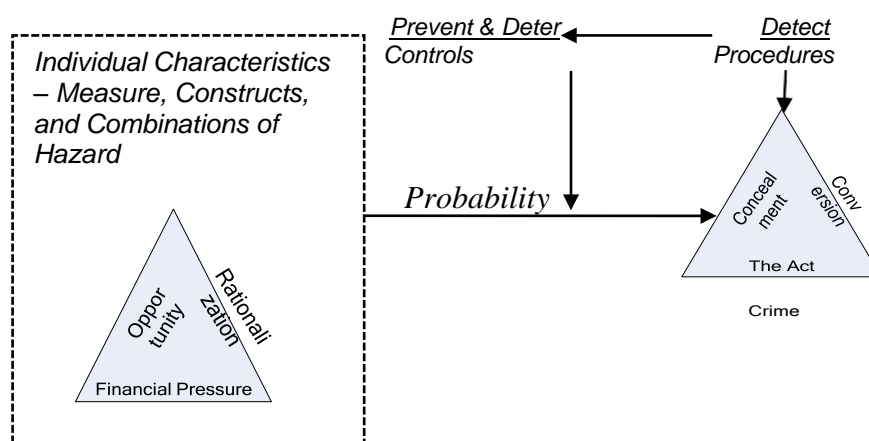 Prevent & Deter
Controls
Detect
Procedures
Individual Characteristics
– Measure, Constructs,
and Combinations of
Hazard
Probability
Conceal
ment
Conv
ersion
The Act
Crime
Oppor
tunity
Rationali
zation
Financial Pressure